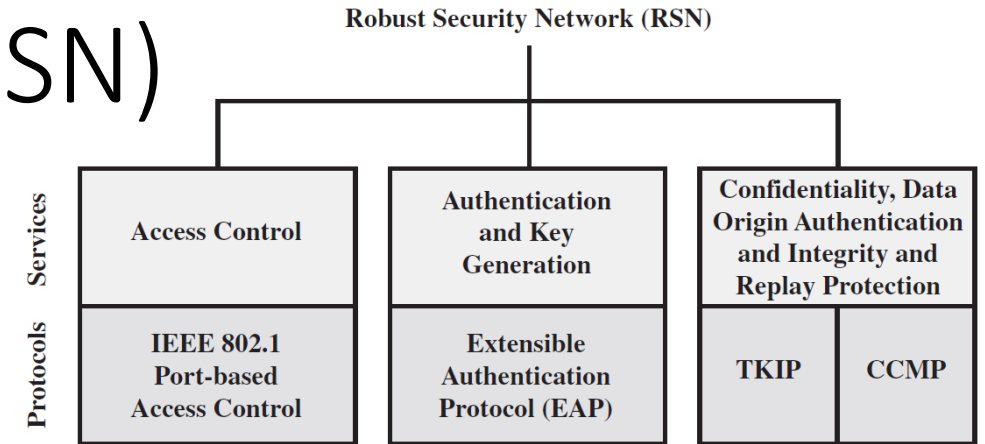 Robust Security Network (RSN)
SN)
Services
Access Control
Authentication
and Key
Generation
Confidentiality, Data
Origin Authentication
and Integrity and
Replay Protection
Protocols
IEEE 802.1
Port-based
Access Control
Extensible
Authentication
Protocol (EAP)
TKIP
CCMP